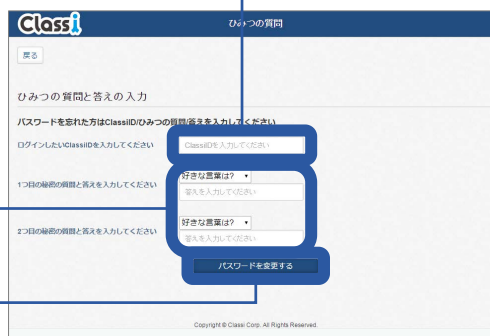 Classi
ひみつの質問
戻る
ひみつの質問と答えの入力
パスワードを忘れた方はClassiID/ひみつの質問/答えを入力してください
ログインしたいClassiIDを入力してください
ClassiIDを入力してください
1つ目の秘密の質問と答えを入力してください
好きな言葉は?
答えを入力してください
2つ目の秘密の質問と答えを入力してください
好きな言葉は?
答えを入力してください
パスワードを変更する
Copyright © Classi Corp. All Rights Reserved.